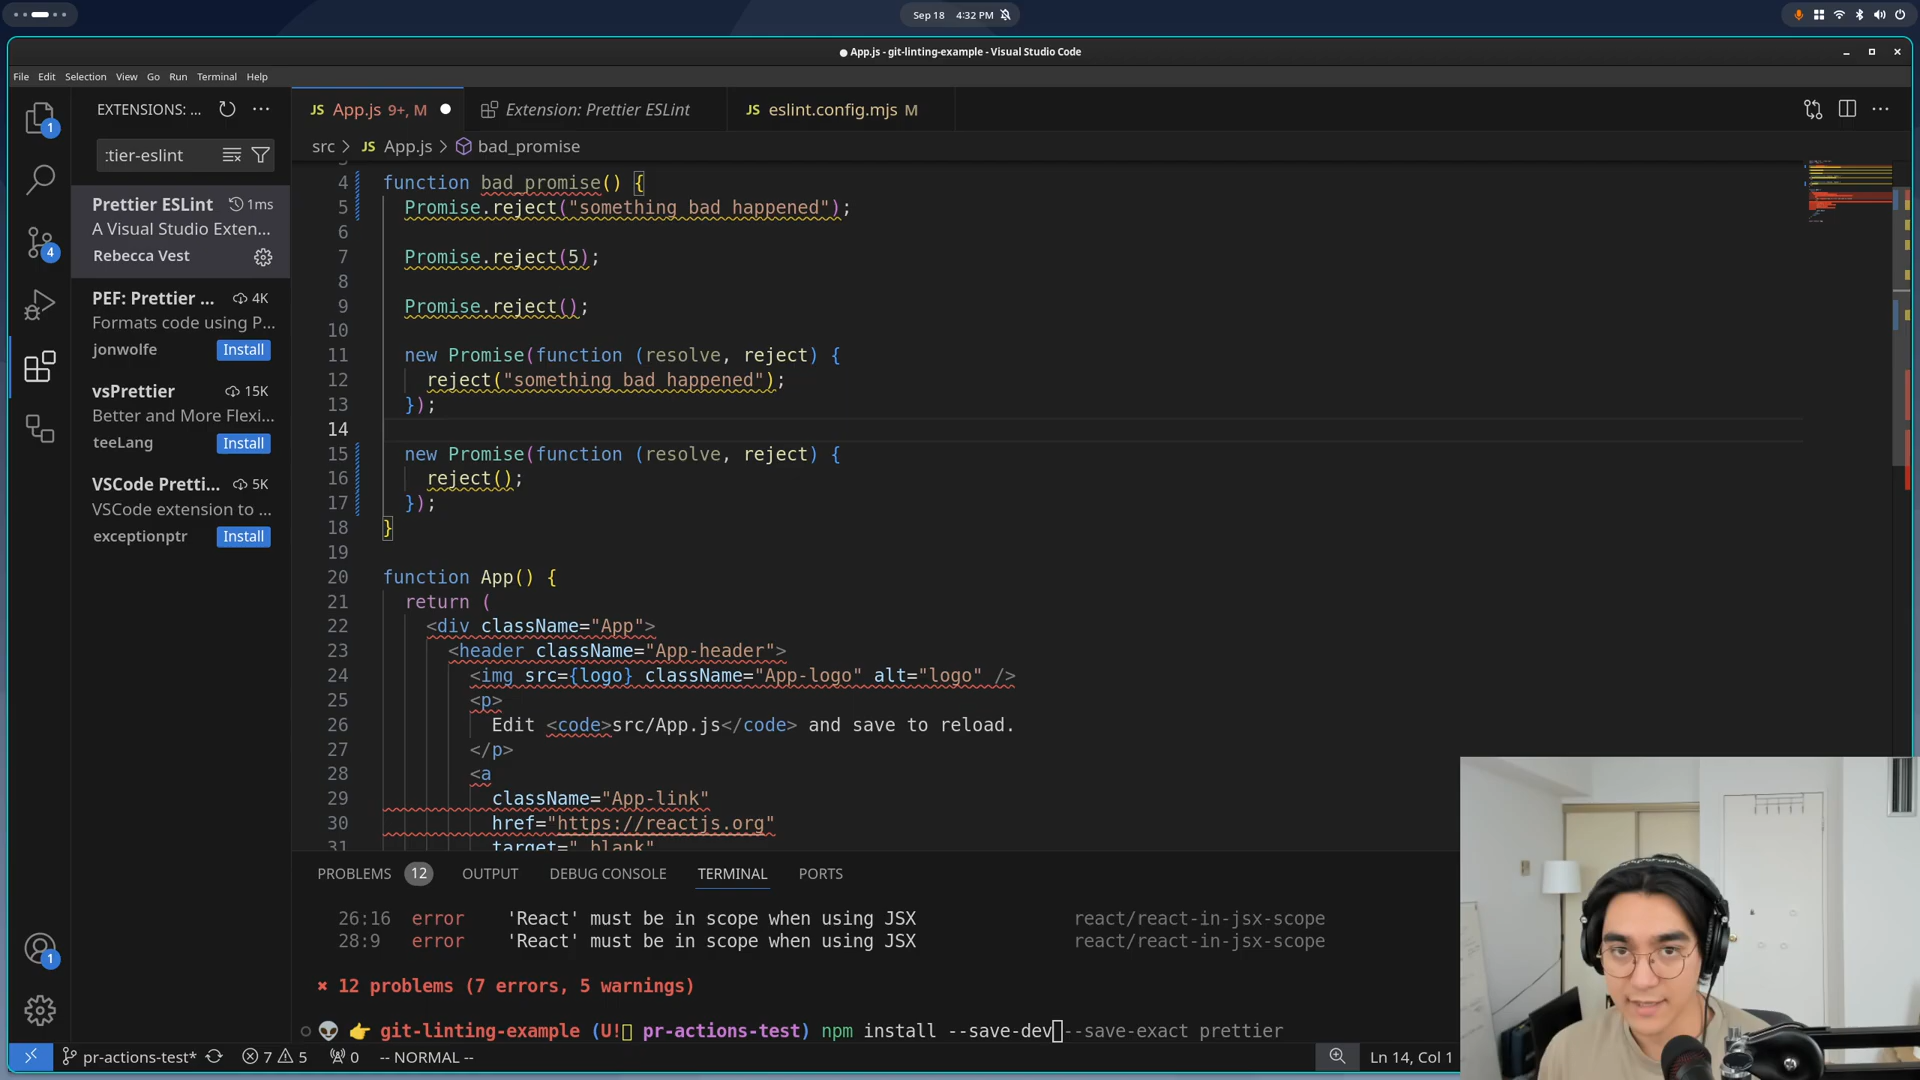 Sep 18 4:32 PM
App.js - git-linting-example - Visual Studio Code
File Edit Selection View Go Run Terminal Help
EXTENSIONS: ...
App.js 9+, M
Extension: Prettier ESLint
eslint.config.mjs M
:tier-eslint
src > App.js > bad_promise
Prettier ESLint 1ms
A Visual Studio Exten...
Rebecca Vest
PEF: Prettier ... 4K
Formats code using P...
jonwolfe Install
vsPrettier 15K
Better and More Flexi...
teeLang Install
VSCode Pretti... 5K
VSCode extension to ...
exceptionptr Install
1
4
1
4 function bad_promise() {
5 Promise.reject("something bad happened");
6
7 Promise.reject(5);
8
9 Promise.reject();
10
11 new Promise(function (resolve, reject) {
12 reject("something bad happened");
13 });
14
15 new Promise(function (resolve, reject) {
16 reject();
17 });
18 }
19
20 function App() {
21 return (
22 <div className="App">
23 <header className="App-header">
24 <img src={logo} className="App-logo" alt="logo" />
25 <p>
26 Edit <code>src/App.js</code> and save to reload.
27 </p>
28 <a
29 className="App-link"
30 href="https://reactjs.org"
31 target="_blank"
PROBLEMS 12 OUTPUT DEBUG CONSOLE TERMINAL PORTS
26:16 error 'React' must be in scope when using JSX react/react-in-jsx-scope
28:9 error 'React' must be in scope when using JSX react/react-in-jsx-scope
✖ 12 problems (7 errors, 5 warnings)
git-linting-example (U! pr-actions-test) npm install --save-dev --save-exact prettier
pr-actions-test* 7 5 0 -- NORMAL -- Ln 14, Col 1